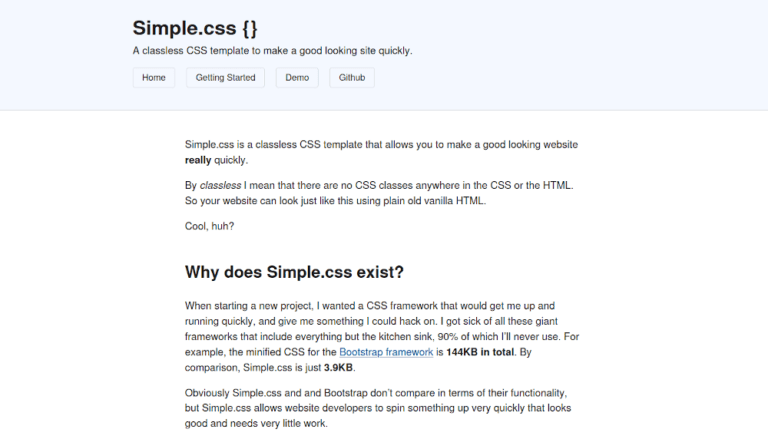 Simple.css {}
A classless CSS template to make a good looking site quickly.
Home Getting Started Demo Github
Simple.css is a classless CSS template that allows you to make a good looking website
really quickly.
By classless I mean that there are no CSS classes anywhere in the CSS or the HTML.
So your website can look just like this using plain old vanilla HTML.
Cool, huh?
Why does Simple.css exist?
When starting a new project, I wanted a CSS framework that would get me up and
running quickly, and give me something I could hack on. I got sick of all these giant
frameworks that include everything but the kitchen sink, 90% of which I'll never use. For
example, the minified CSS for the Bootstrap framework is 144KB in total. By
comparison, Simple.css is just 3.9KB.
Obviously Simple.css and and Bootstrap don't compare in terms of their functionality,
but Simple.css allows website developers to spin something up very quickly that looks
good and needs very little work.